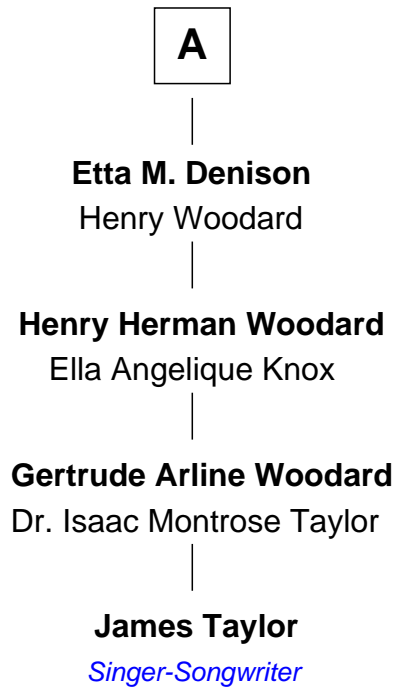 A
Etta M. Denison
Henry Woodard
Henry Herman Woodard
Ella Angelique Knox
Gertrude Arline Woodard
Dr. Isaac Montrose Taylor
James Taylor
Singer-Songwriter